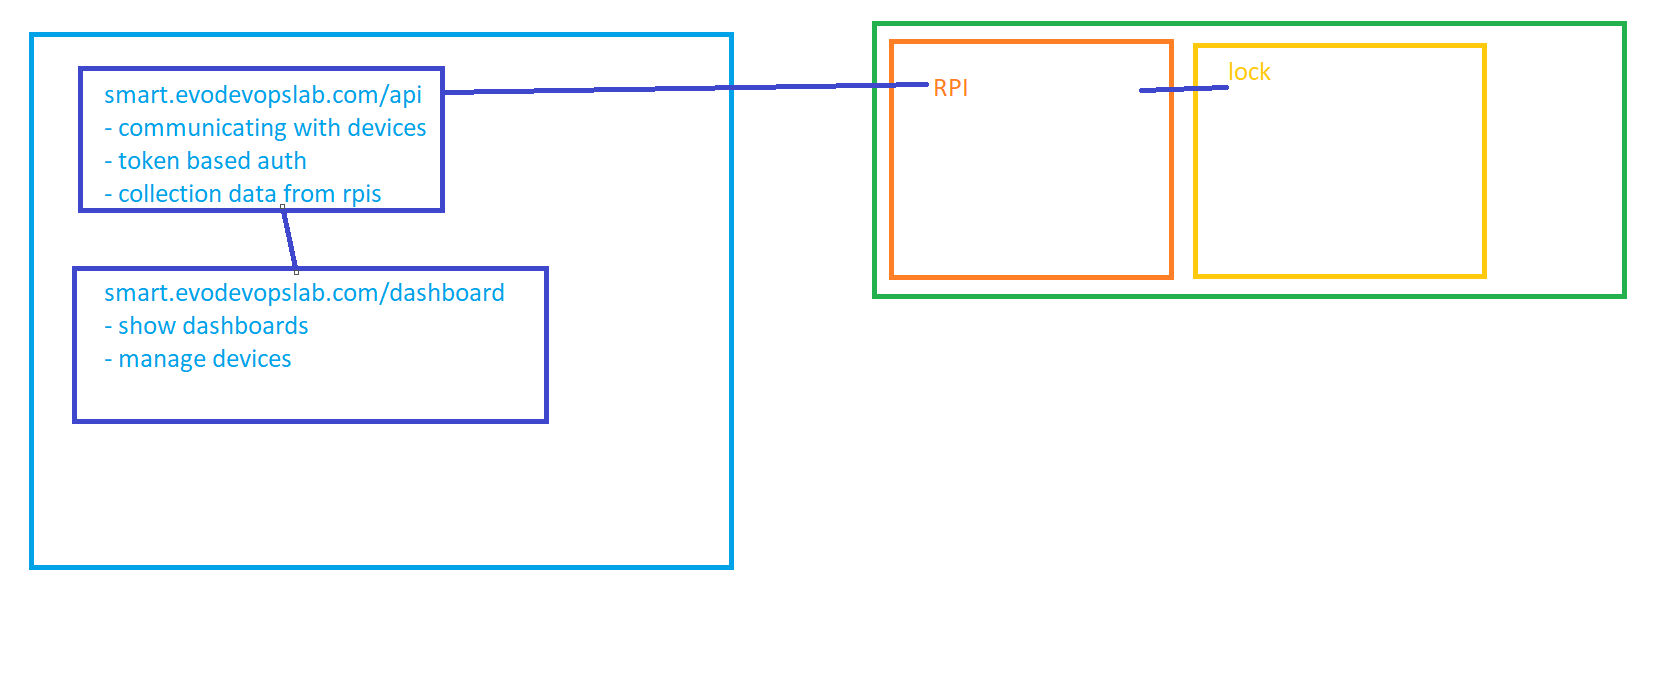 smart.evodevopslab.com/api
- communicating with devices
- token based auth
- collection data from rpis
smart.evodevopslab.com/dashboard
- show dashboards
- manage devices
RPI
lock